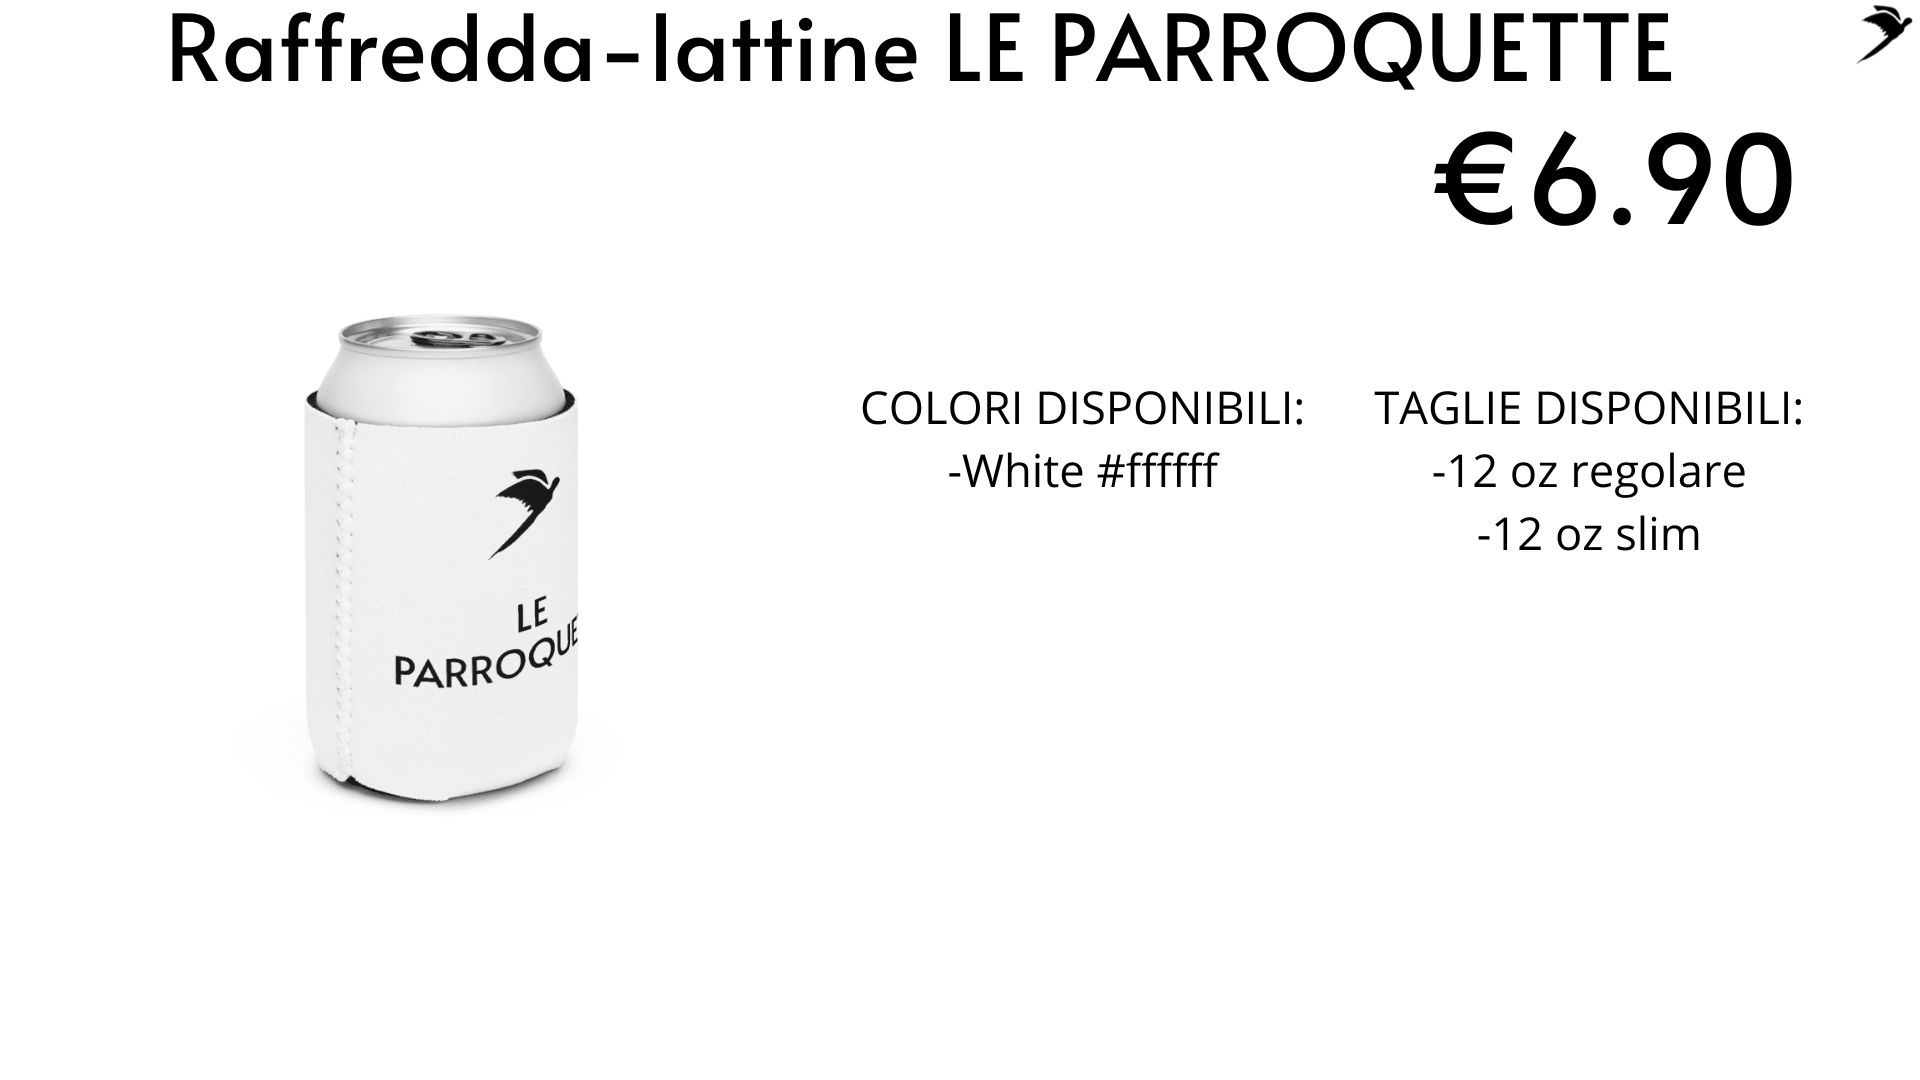 Raffredda-lattine LE PARROQUETTE
€6.90
COLORI DISPONIBILI:
-White #ffffff
TAGLIE DISPONIBILI:
-12 oz regolare
-12 oz slim
LE
PARROQUE